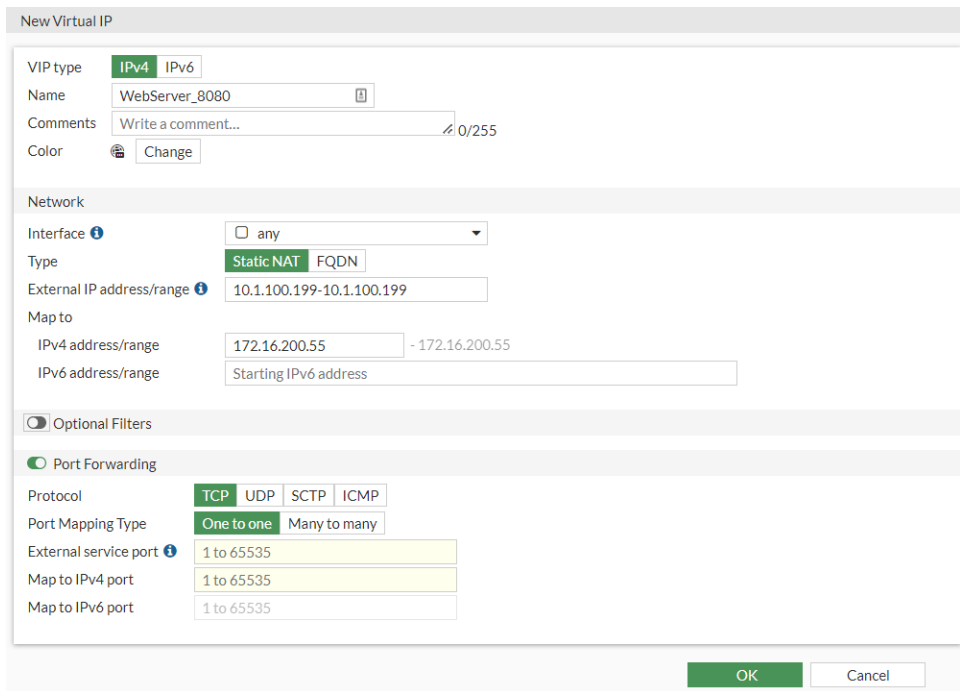 New Virtual IP
VIP type IPv4 IPv6
Name WebServer_8080
Comments Write a comment... 0/255
Color Change
Network
Interface any
Type Static NAT FQDN
External IP address/range 10.1.100.199-10.1.100.199
Map to
IPv4 address/range 172.16.200.55 - 172.16.200.55
IPv6 address/range Starting IPv6 address
Optional Filters
Port Forwarding
Protocol TCP UDP SCTP ICMP
Port Mapping Type One to one Many to many
External service port 1 to 65535
Map to IPv4 port 1 to 65535
Map to IPv6 port 1 to 65535
OK Cancel